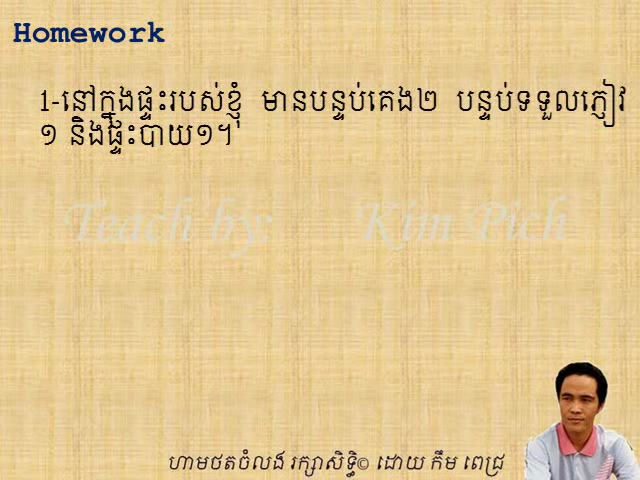 Homework
1-នៅក្នុងផ្ទះរបស់ខ្ញុំ មានបន្ទប់គេង២ បន្ទប់ទទួលភ្ញៀវ
១ និងផ្ទះបាយ១។
Teach by: Kim Pich
ហាមថតចំលង រក្សាសិទ្ធិ© ដោយ កឹម ពេជ្រ